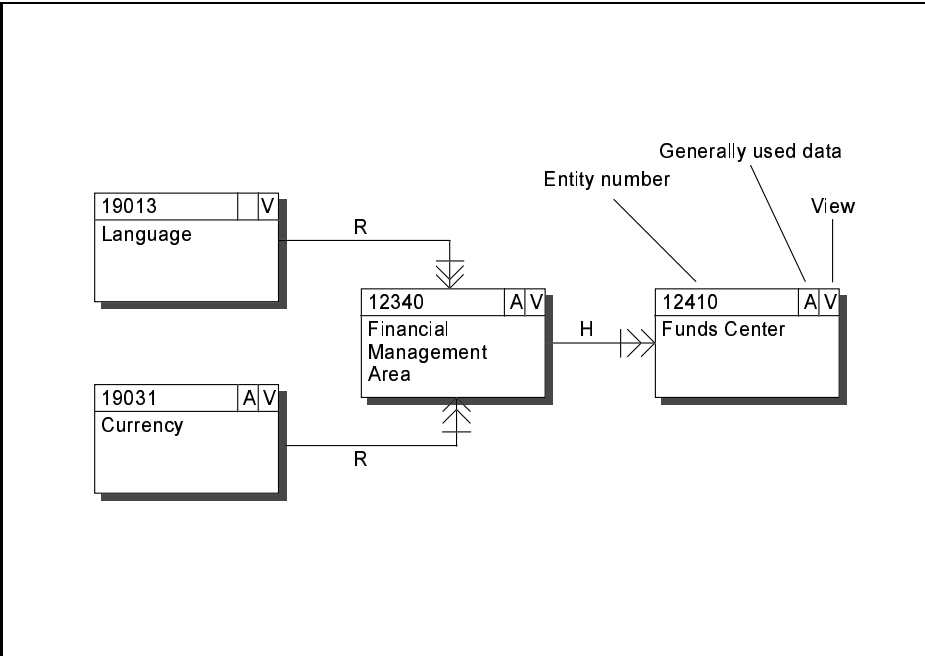 Generally used data
Entity number
View
19013 V
Language
R
12340 A V
Financial
Management
Area
H
12410 A V
Funds Center
19031 A V
Currency
R